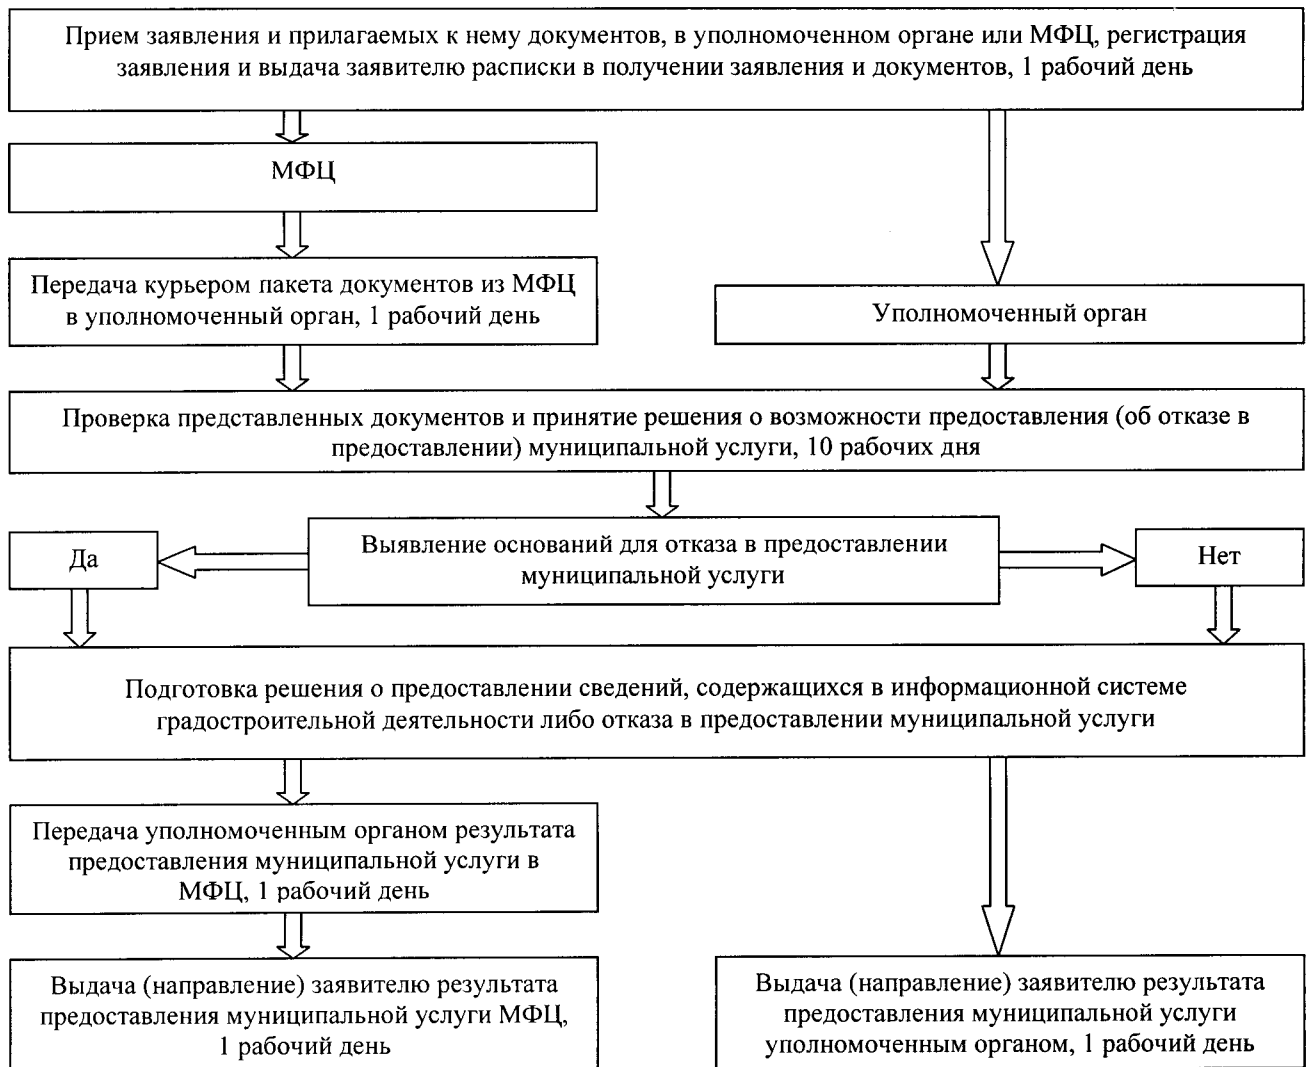 Прием заявления и прилагаемых к нему документов, в уполномоченном органе или МФЦ, регистрация
заявления и выдача заявителю расписки в получении заявления и документов, 1 рабочий день
МФЦ
Передача курьером пакета документов из МФЦ
в уполномоченный орган, 1 рабочий день
Уполномоченный орган
Проверка представленных документов и принятие решения о возможности предоставления (об отказе в
предоставлении) муниципальной услуги, 10 рабочих дня
Да
Выявление оснований для отказа в предоставлении
муниципальной услуги
Нет
Подготовка решения о предоставлении сведений, содержащихся в информационной системе
градостроительной деятельности либо отказа в предоставлении муниципальной услуги
Передача уполномоченным органом результата
предоставления муниципальной услуги в
МФЦ, 1 рабочий день
Выдача (направление) заявителю результата
предоставления муниципальной услуги МФЦ,
1 рабочий день
Выдача (направление) заявителю результата
предоставления муниципальной услуги
уполномоченным органом, 1 рабочий день